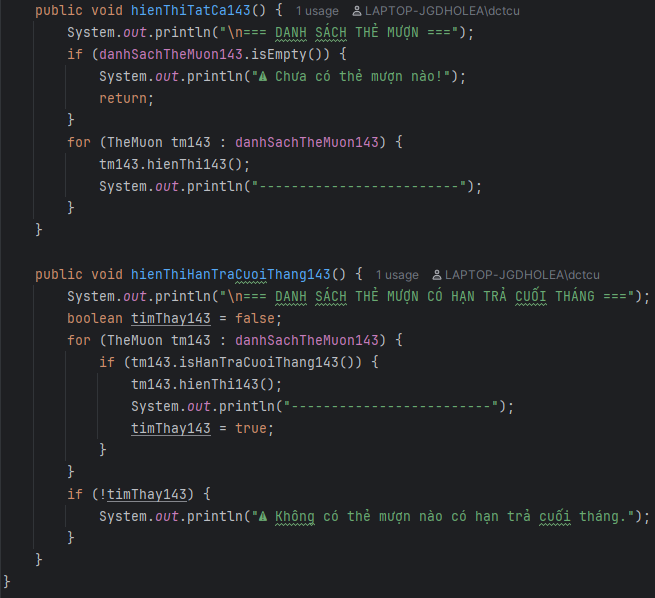 public void hienThiTatCa143() { 1 usage LAPTOP-JGDHOLEA\dctcu
System.out.println("\n=== DANH SÁCH THẺ MƯỢN ===");
if (danhSachTheMuon143.isEmpty()) {
System.out.println("⚠ Chưa có thẻ mượn nào!");
return;
}
for (TheMuon tm143 : danhSachTheMuon143) {
tm143.hienThi143();
System.out.println("-------------------------");
}
}
public void hienThiHanTraCuoiThang143() { 1 usage LAPTOP-JGDHOLEA\dctcu
System.out.println("\n=== DANH SÁCH THẺ MƯỢN CÓ HẠN TRẢ CUỐI THÁNG ===");
boolean timThay143 = false;
for (TheMuon tm143 : danhSachTheMuon143) {
if (tm143.isHanTraCuoiThang143()) {
tm143.hienThi143();
System.out.println("-------------------------");
timThay143 = true;
}
}
if (!timThay143) {
System.out.println("⚠ Không có thẻ mượn nào có hạn trả cuối tháng.");
}
}
}